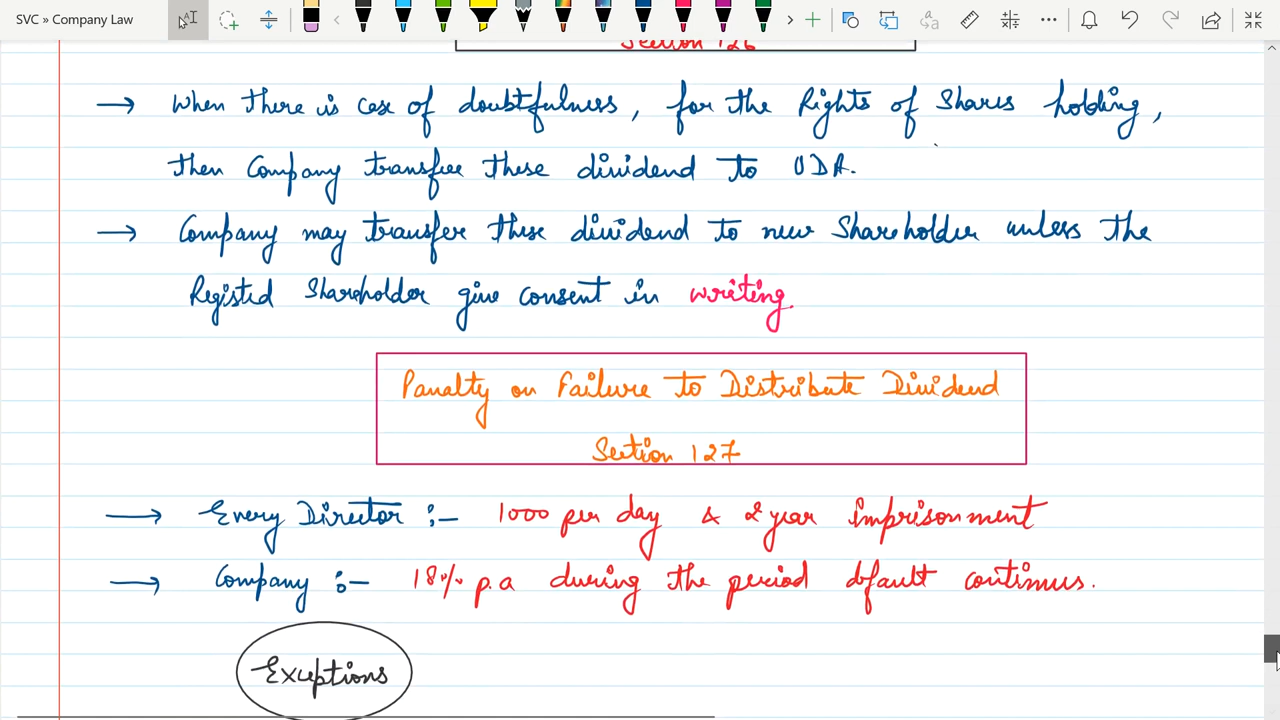 SVC » Company Law
Section 126
→ When there is case of doubtfulness, for the Rights of Shares holding,
then Company transfer these dividend to UDA.
→ Company may transfer these dividend to new Shareholder unless the
Registed Shareholder give consent in writing.
Panalty on Failure to Distribute Dividend
Section 127
→ Every Director :- 1000 per day & 2 year imprisonment
→ Company :- 18% p.a during the period dfault continus.
Exceptions